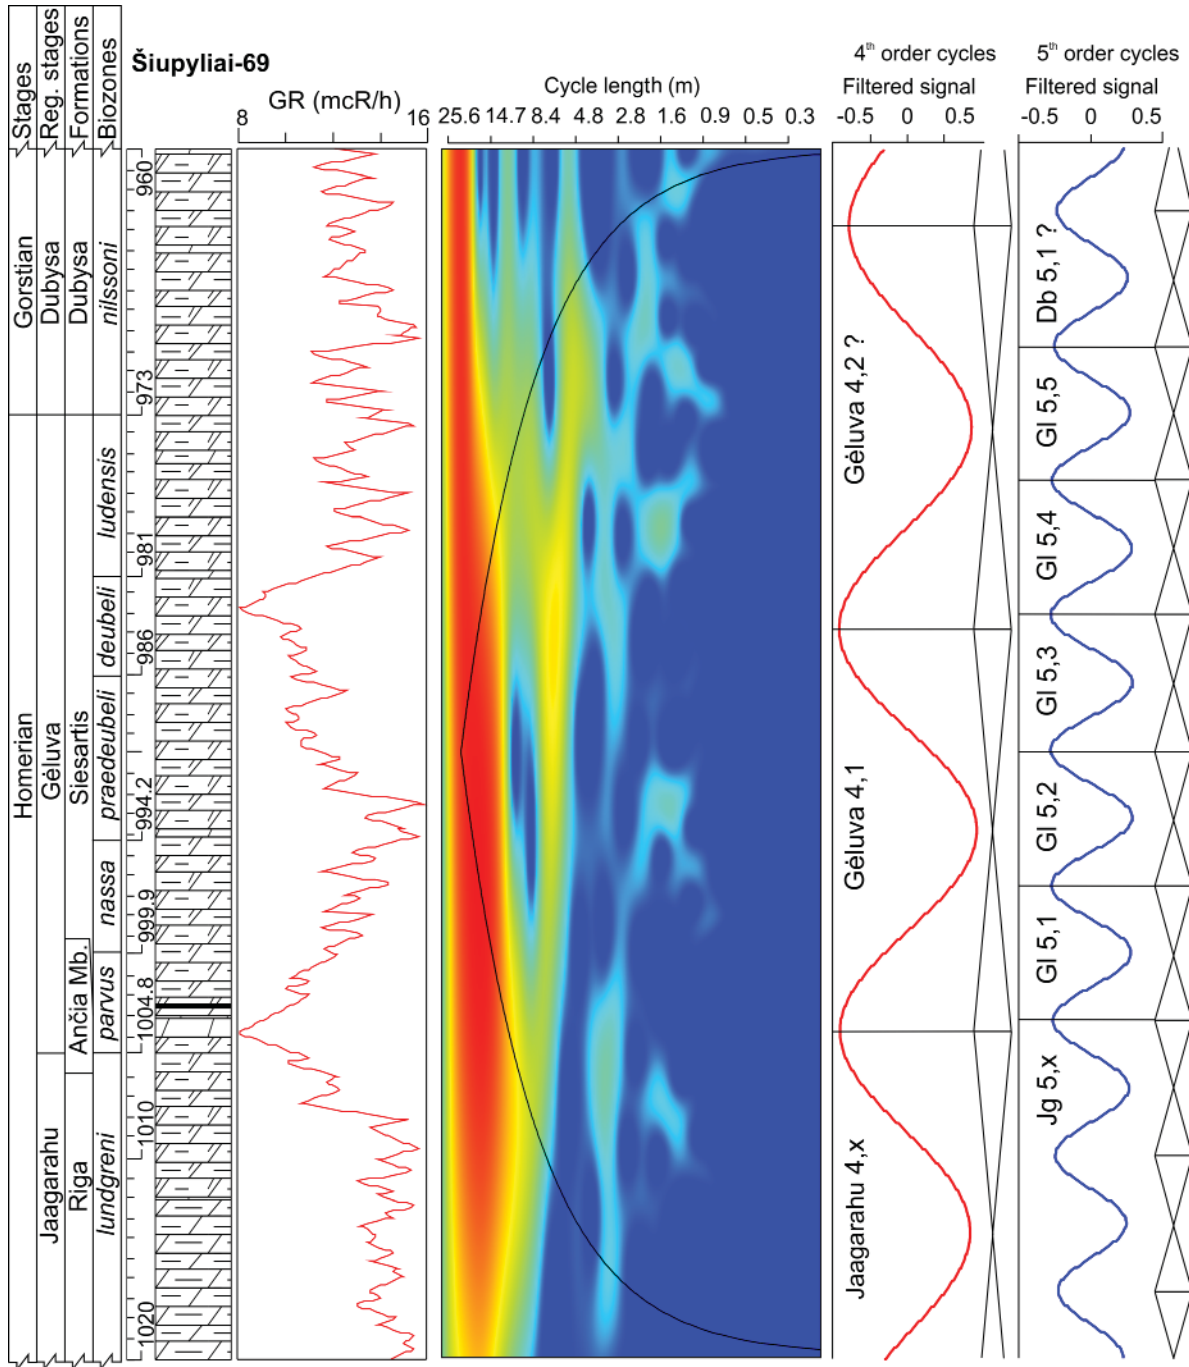 Stages
Reg. stages
Formations
Biozones
Šiupyliai-69
GR (mcR/h)
8 16
Cycle length (m)
25.6 14.7 8.4 4.8 2.8 1.6 0.9 0.5 0.3
4th order cycles
Filtered signal
-0.5 0 0.5
5th order cycles
Filtered signal
-0.5 0 0.5
Gorstian
Dubysa
Dubysa
nilssoni
Homerian
Gėluva
Siesartis
ludensis
deubeli
praedeubeli
nassa
Ančia Mb.
parvus
Jaagarahu
Riga
lundgreni
960
973
981
986
994.2
999.9
1004.8
1010
1020
Gėluva 4,2 ?
Gėluva 4,1
Jaagarahu 4,x
Db 5,1 ?
Gl 5,5
Gl 5,4
Gl 5,3
Gl 5,2
Gl 5,1
Jg 5,x